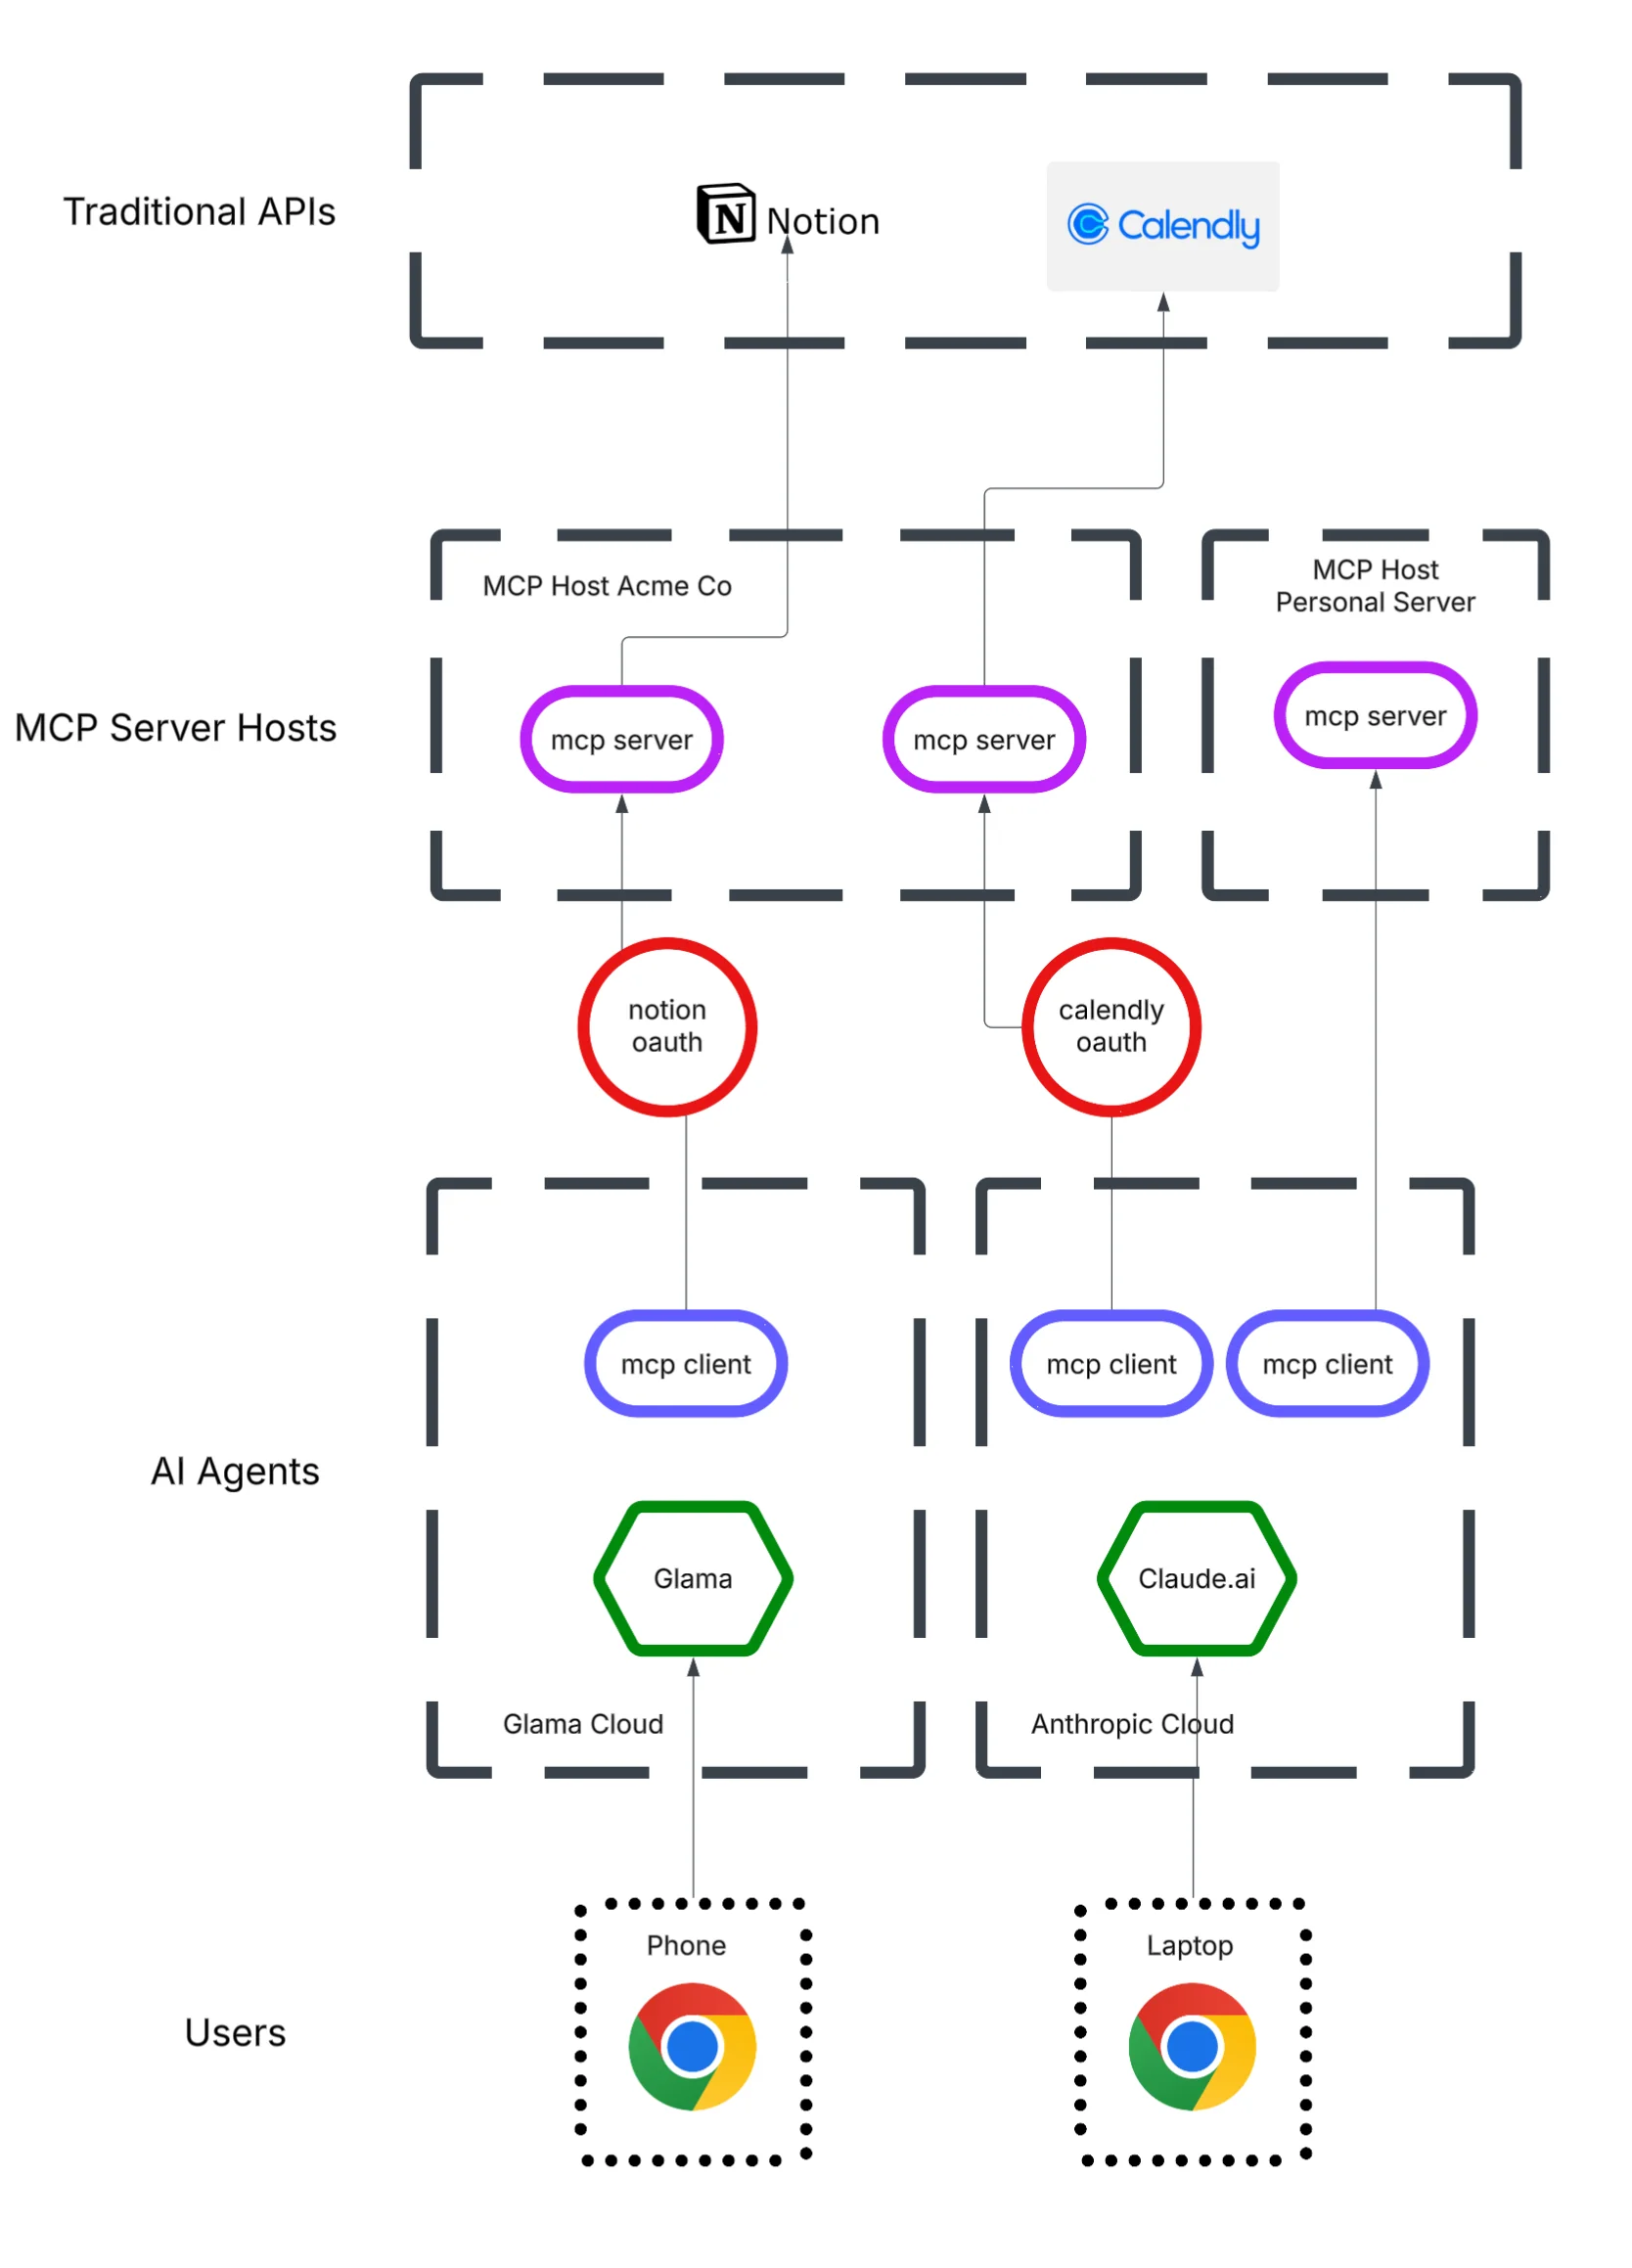 Traditional APIs
Notion
Calendly
MCP Server Hosts
MCP Host Acme Co
mcp server
mcp server
MCP Host
Personal Server
mcp server
notion
oauth
calendly
oauth
AI Agents
mcp client
Glama
Glama Cloud
mcp client
mcp client
Claude.ai
Anthropic Cloud
Users
Phone
Laptop